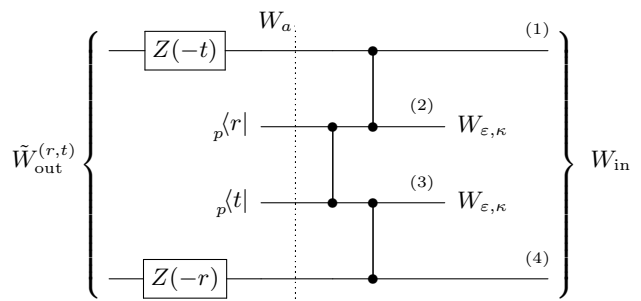 W_a
Z(−t) (1)
_p⟨r| (2) W_{ε,κ}
W̃_out^{(r,t)} W_in
_p⟨t| (3) W_{ε,κ}
Z(−r) (4)